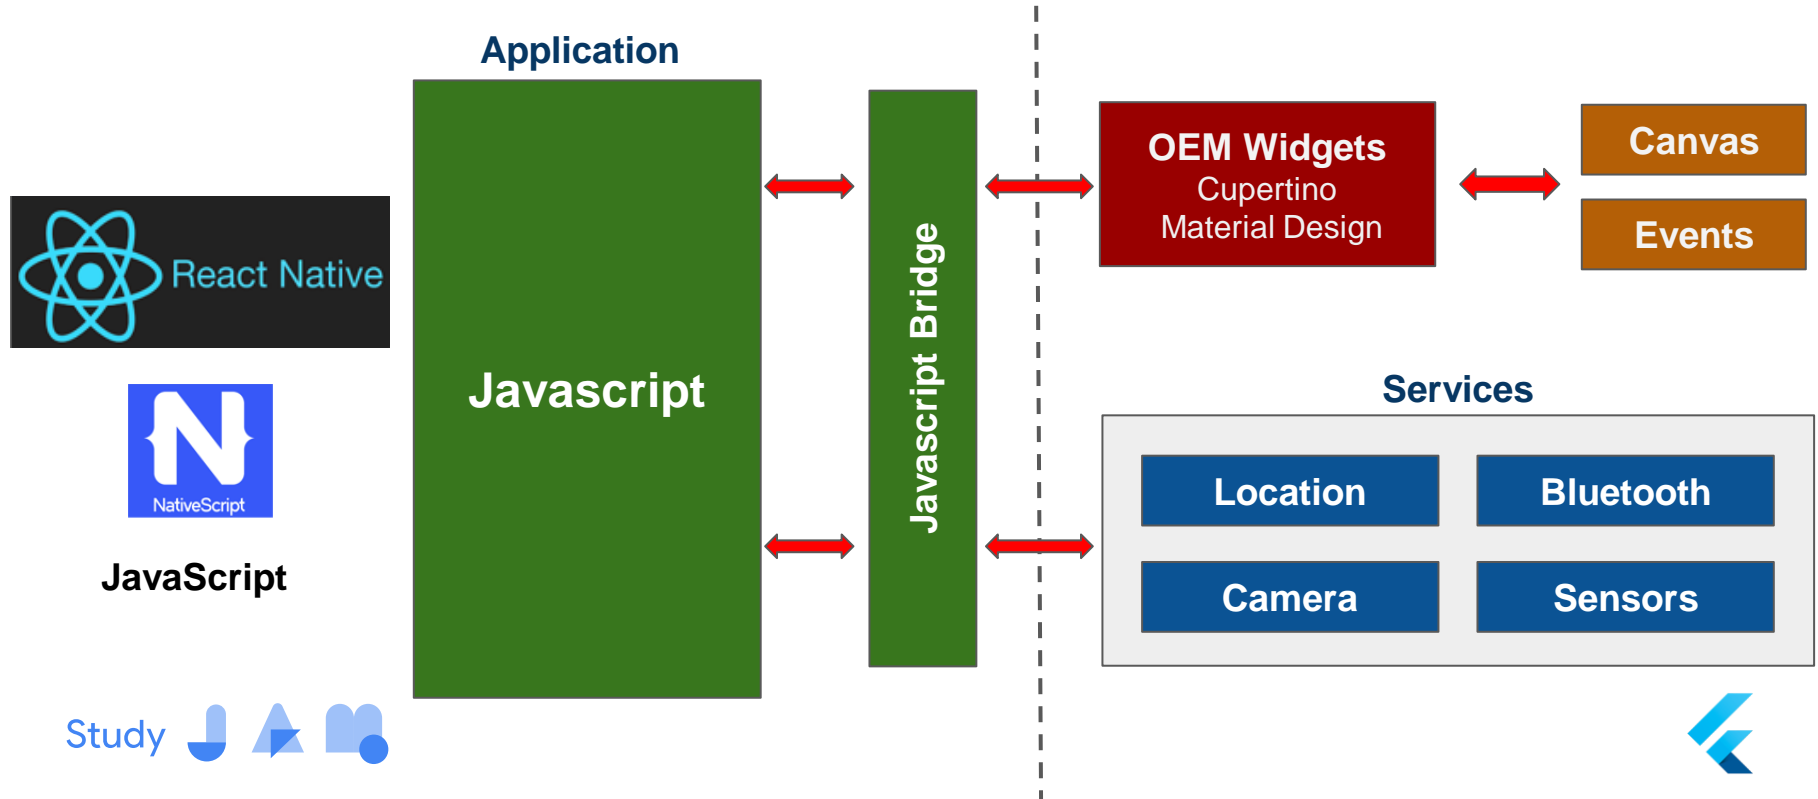 Application
React Native
NativeScript
JavaScript
Javascript
Javascript Bridge
OEM Widgets
Cupertino
Material Design
Canvas
Events
Services
Location
Bluetooth
Camera
Sensors
Study JAM